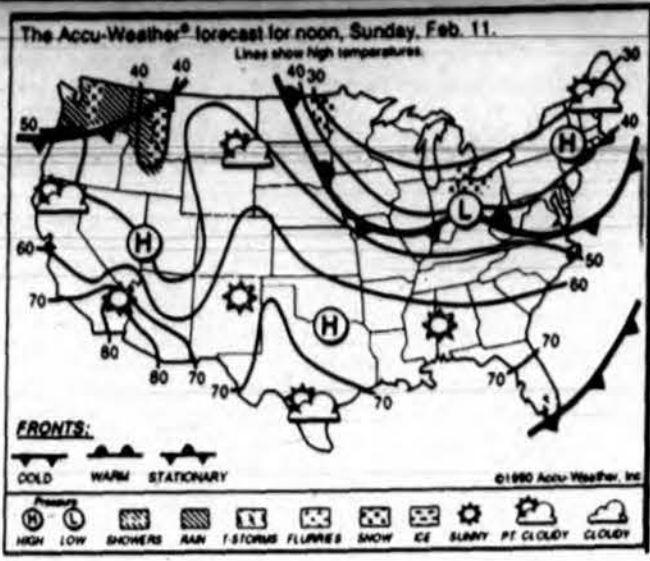 The Accu-Weather® forecast for noon, Sunday, Feb. 11.
Lines show high temperatures.
40 40 40 30 30
50 40
H
L
H
60 50
60
70 H
70
80 80 70 70 70 70
FRONTS:
COLD WARM STATIONARY
©1990 Accu-Weather, Inc
Pressure
H L
HIGH LOW SHOWERS RAIN T-STORMS FLURRIES SNOW ICE SUNNY PT. CLOUDY CLOUDY